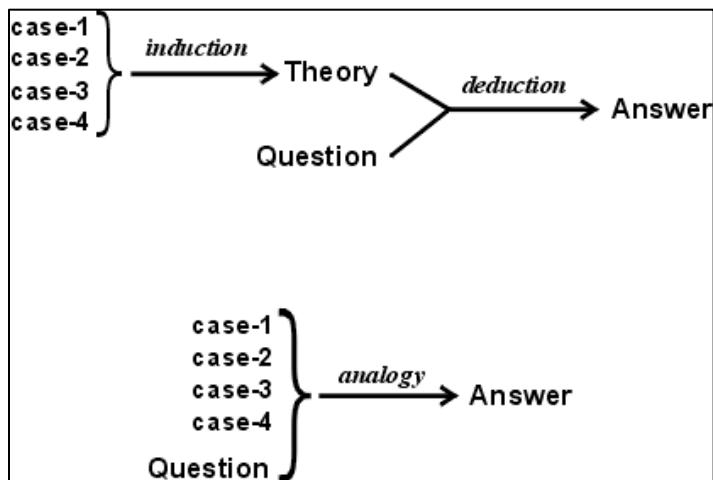 case-1
case-2
case-3
case-4
induction
Theory
Question
deduction
Answer
case-1
case-2
case-3
case-4
Question
analogy
Answer